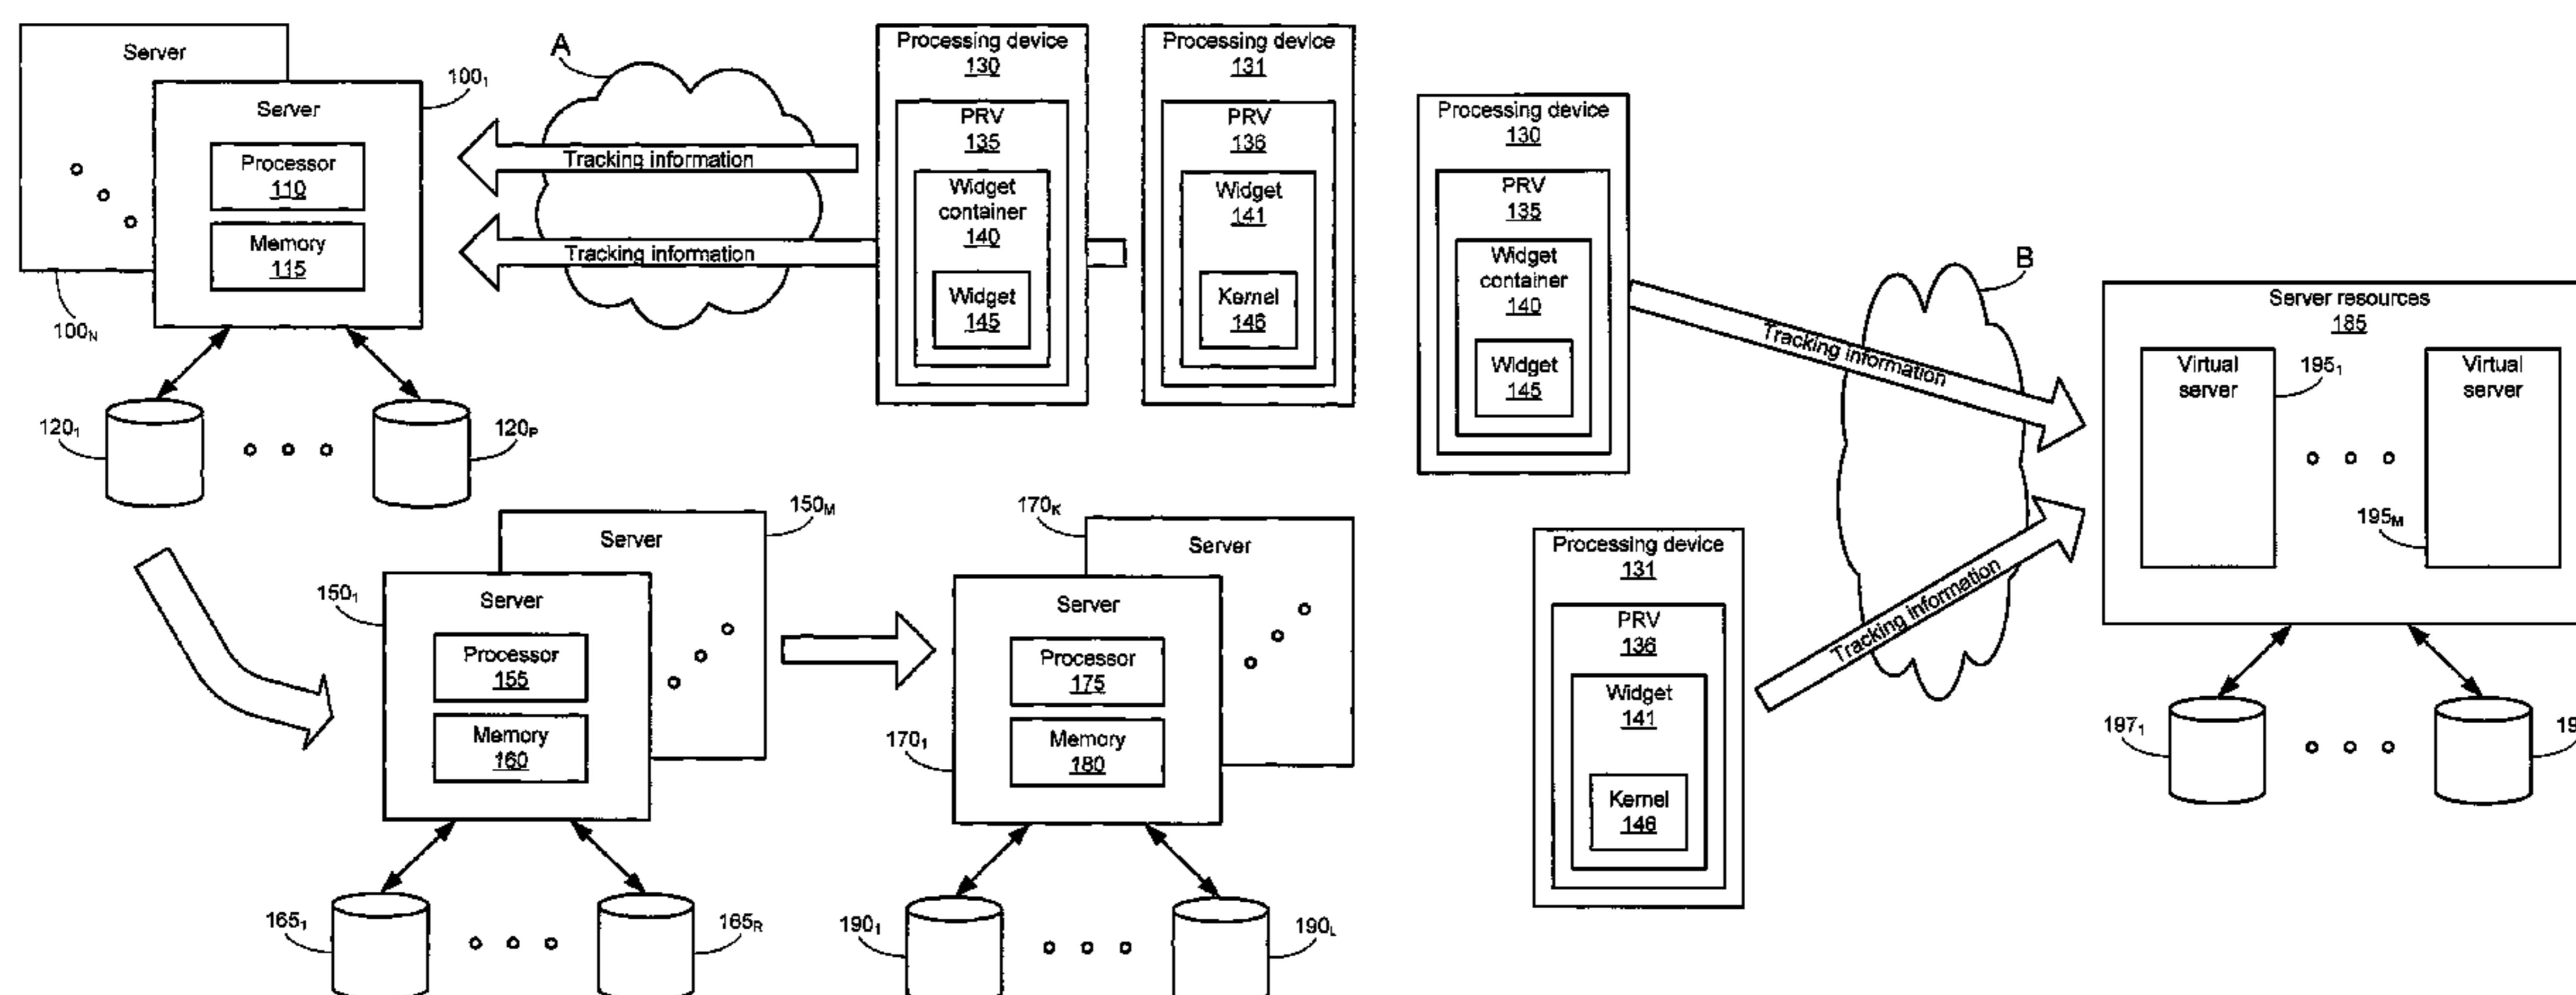 Server
Server
100₁
Processor
110
Memory
115
100ₙ
120₁
120ₚ
A
Tracking information
Tracking information
Processing device
130
PRV
135
Widget
container
140
Widget
145
Processing device
131
PRV
136
Widget
141
Kernel
146
Server
150ₘ
150₁
Server
Processor
155
Memory
160
165₁
165R
170ₖ
Server
Server
Processor
175
170₁
Memory
180
190₁
190ₗ
Processing device
130
PRV
135
Widget
container
140
Widget
145
Tracking information
Processing device
131
PRV
136
Widget
141
Kernel
146
Tracking information
B
Server resources
185
Virtual
server
195₁
Virtual
server
195ₘ
197₁